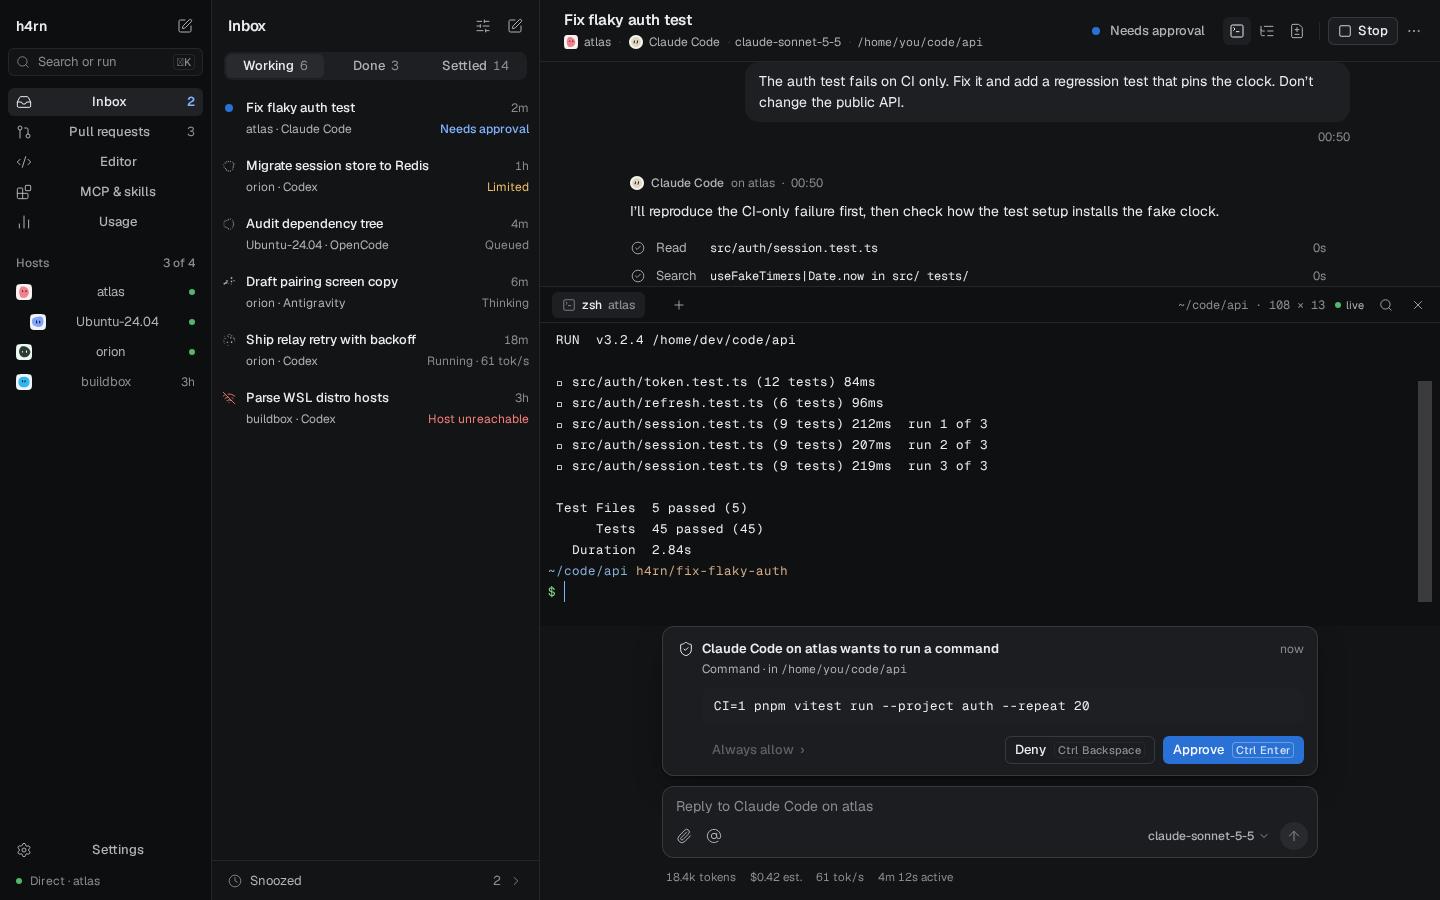 h4rn
Search or run K
Inbox 2
Pull requests 3
Editor
MCP & skills
Usage
Hosts 3 of 4
atlas
Ubuntu-24.04
orion
buildbox 3h
Settings
Direct · atlas
Inbox
Working 6 Done 3 Settled 14
Fix flaky auth test 2m
atlas · Claude Code Needs approval
Migrate session store to Redis 1h
orion · Codex Limited
Audit dependency tree 4m
Ubuntu-24.04 · OpenCode Queued
Draft pairing screen copy 6m
orion · Antigravity Thinking
Ship relay retry with backoff 18m
orion · Codex Running · 61 tok/s
Parse WSL distro hosts 3h
buildbox · Codex Host unreachable
Snoozed 2
Fix flaky auth test
atlas · Claude Code · claude-sonnet-5-5 · /home/you/code/api
Needs approval
Stop
The auth test fails on CI only. Fix it and add a regression test that pins the clock. Don’t
change the public API.
00:50
Claude Code on atlas · 00:50
I’ll reproduce the CI-only failure first, then check how the test setup installs the fake clock.
Read src/auth/session.test.ts 0s
Search useFakeTimers|Date.now in src/ tests/ 0s
zsh atlas
~/code/api · 108 × 13 live
RUN v3.2.4 /home/dev/code/api
src/auth/token.test.ts (12 tests) 84ms
src/auth/refresh.test.ts (6 tests) 96ms
src/auth/session.test.ts (9 tests) 212ms run 1 of 3
src/auth/session.test.ts (9 tests) 207ms run 2 of 3
src/auth/session.test.ts (9 tests) 219ms run 3 of 3
Test Files 5 passed (5)
Tests 45 passed (45)
Duration 2.84s
~/code/api h4rn/fix-flaky-auth
$
Claude Code on atlas wants to run a command now
Command · in /home/you/code/api
CI=1 pnpm vitest run --project auth --repeat 20
Always allow ›
Deny Ctrl Backspace
Approve Ctrl Enter
Reply to Claude Code on atlas
claude-sonnet-5-5
18.4k tokens $0.42 est. 61 tok/s 4m 12s active